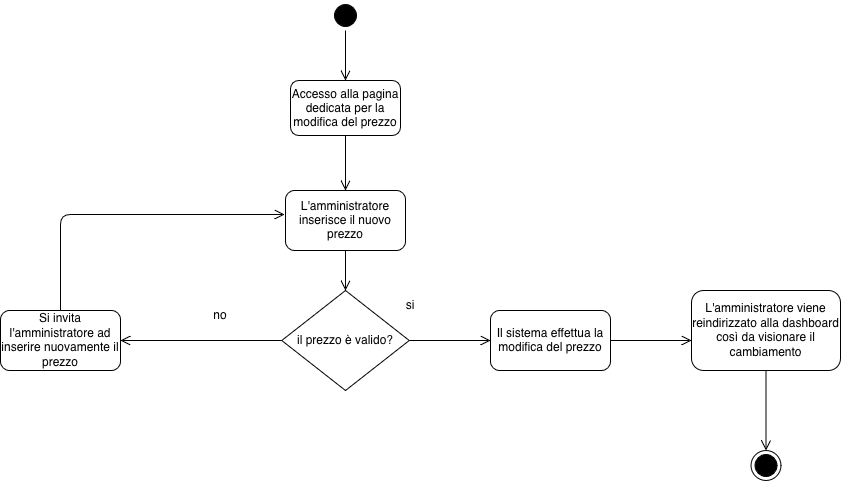 Accesso alla pagina
dedicata per la
modifica del prezzo
L'amministratore
inserisce il nuovo
prezzo
no
si
Si invita
l'amministratore ad
inserire nuovamente il
prezzo
il prezzo è valido?
Il sistema effettua la
modifica del prezzo
L'amministratore viene
reindirizzato alla dashboard
così da visionare il
cambiamento